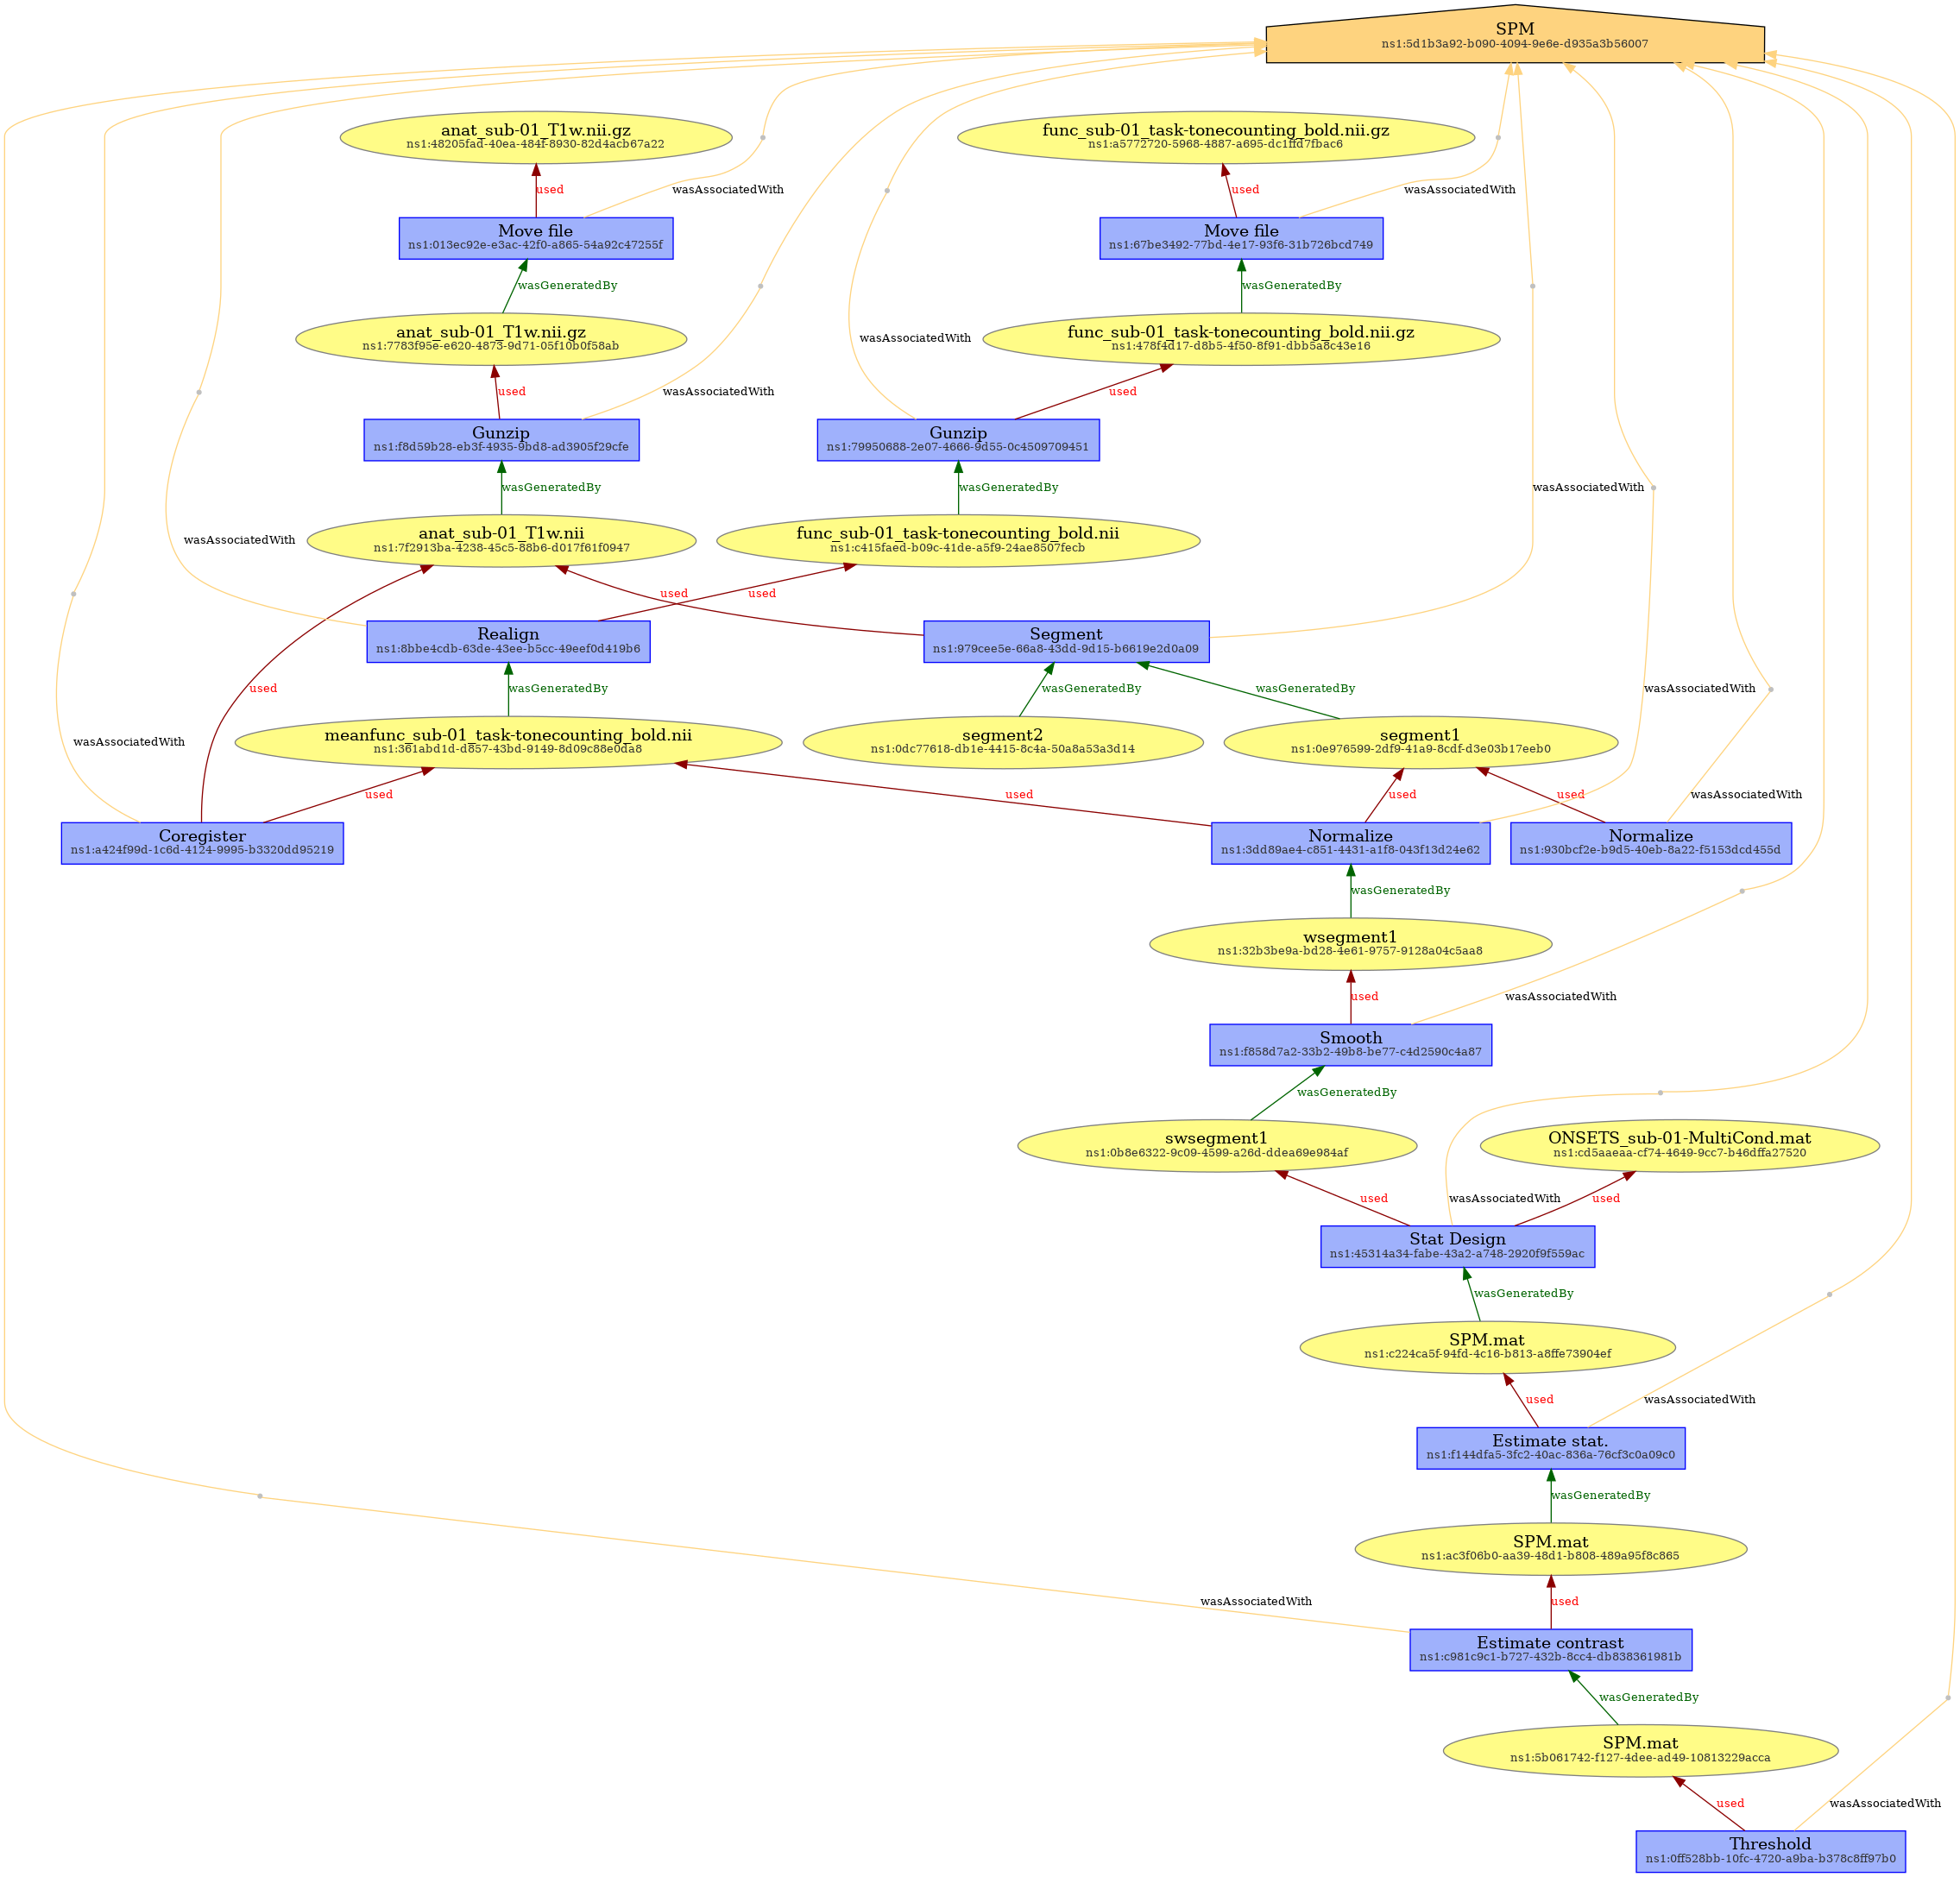 SPM
ns1:5d1b3a92-b090-4094-9e6e-d935a3b56007
anat_sub-01_T1w.nii.gz
ns1:48205fad-40ea-484f-8930-82d4acb67a22
func_sub-01_task-tonecounting_bold.nii.gz
ns1:a5772720-5968-4887-a695-dc1ffd7fbac6
used
wasAssociatedWith
used
wasAssociatedWith
Move file
ns1:013ec92e-e3ac-42f0-a865-54a92c47255f
Move file
ns1:67be3492-77bd-4e17-93f6-31b726bcd749
wasGeneratedBy
wasGeneratedBy
anat_sub-01_T1w.nii.gz
ns1:7783f95e-e620-4873-9d71-05f10b0f58ab
wasAssociatedWith
func_sub-01_task-tonecounting_bold.nii.gz
ns1:478f4d17-d8b5-4f50-8f91-dbb5a8c43e16
used
wasAssociatedWith
used
Gunzip
ns1:f8d59b28-eb3f-4935-9bd8-ad3905f29cfe
Gunzip
ns1:79950688-2e07-4666-9d55-0c4509709451
wasGeneratedBy
wasGeneratedBy
wasAssociatedWith
wasAssociatedWith
anat_sub-01_T1w.nii
ns1:7f2913ba-4238-45c5-88b6-d017f61f0947
func_sub-01_task-tonecounting_bold.nii
ns1:c415faed-b09c-41de-a5f9-24ae8507fecb
used
used
Realign
ns1:8bbe4cdb-63de-43ee-b5cc-49eef0d419b6
Segment
ns1:979cee5e-66a8-43dd-9d15-b6619e2d0a09
used
wasGeneratedBy
wasGeneratedBy
wasGeneratedBy
wasAssociatedWith
wasAssociatedWith
meanfunc_sub-01_task-tonecounting_bold.nii
ns1:361abd1d-d857-43bd-9149-8d09c88e0da8
segment2
ns1:0dc77618-db1e-4415-8c4a-50a8a53a3d14
segment1
ns1:0e976599-2df9-41a9-8cdf-d3e03b17eeb0
used
used
used
used
wasAssociatedWith
Coregister
ns1:a424f99d-1c6d-4124-9995-b3320dd95219
Normalize
ns1:3dd89ae4-c851-4431-a1f8-043f13d24e62
Normalize
ns1:930bcf2e-b9d5-40eb-8a22-f5153dcd455d
wasGeneratedBy
wsegment1
ns1:32b3be9a-bd28-4e61-9757-9128a04c5aa8
used
wasAssociatedWith
Smooth
ns1:f858d7a2-33b2-49b8-be77-c4d2590c4a87
wasGeneratedBy
swsegment1
ns1:0b8e6322-9c09-4599-a26d-ddea69e984af
ONSETS_sub-01-MultiCond.mat
ns1:cd5aaeaa-cf74-4649-9cc7-b46dffa27520
used
wasAssociatedWith
used
Stat Design
ns1:45314a34-fabe-43a2-a748-2920f9f559ac
wasGeneratedBy
SPM.mat
ns1:c224ca5f-94fd-4c16-b813-a8ffe73904ef
used
wasAssociatedWith
Estimate stat.
ns1:f144dfa5-3fc2-40ac-836a-76cf3c0a09c0
wasGeneratedBy
SPM.mat
ns1:ac3f06b0-aa39-48d1-b808-489a95f8c865
wasAssociatedWith
used
Estimate contrast
ns1:c981c9c1-b727-432b-8cc4-db838361981b
wasGeneratedBy
SPM.mat
ns1:5b061742-f127-4dee-ad49-10813229acca
used
wasAssociatedWith
Threshold
ns1:0ff528bb-10fc-4720-a9ba-b378c8ff97b0